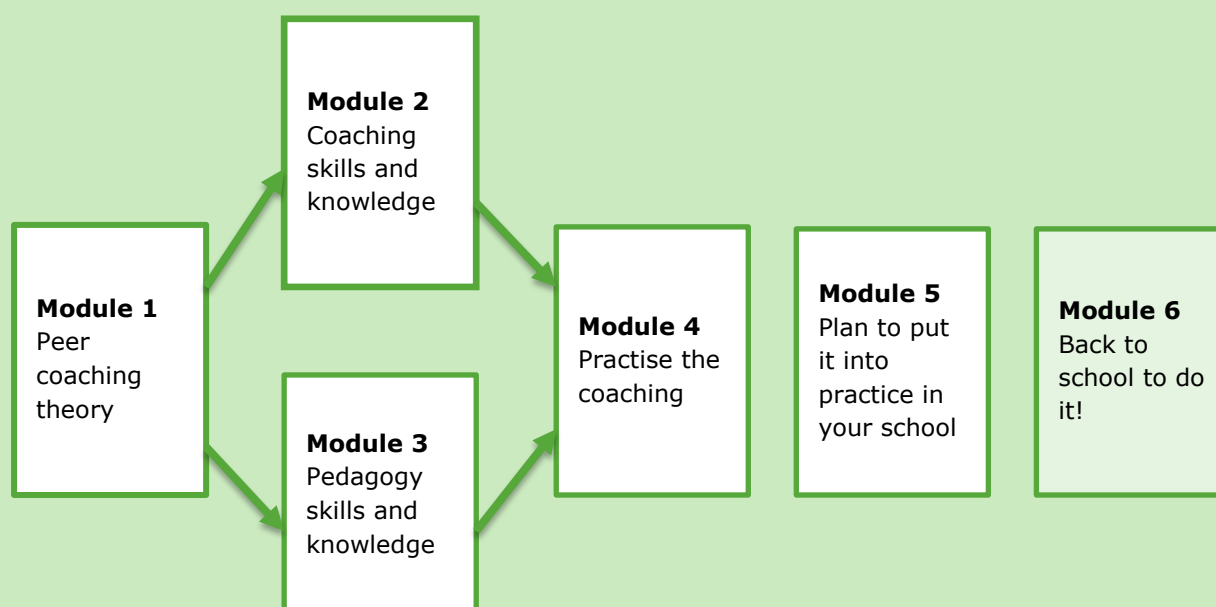 Module 1
Peer
coaching
theory
Module 2
Coaching
skills and
knowledge
Module 3
Pedagogy
skills and
knowledge
Module 4
Practise the
coaching
Module 5
Plan to put
it into
practice in
your school
Module 6
Back to
school to do
it!